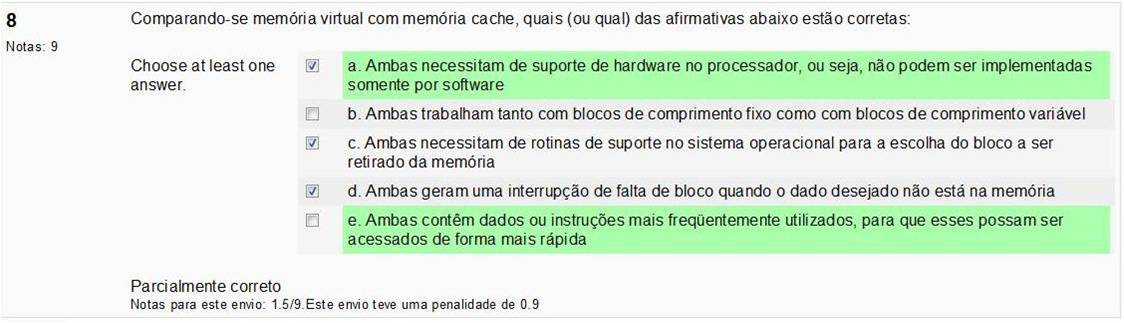 8
Notas: 9
Comparando-se memória virtual com memória cache, quais (ou qual) das afirmativas abaixo estão corretas:
Choose at least one
answer.
a. Ambas necessitam de suporte de hardware no processador, ou seja, não podem ser implementadas
somente por software
b. Ambas trabalham tanto com blocos de comprimento fixo como com blocos de comprimento variável
c. Ambas necessitam de rotinas de suporte no sistema operacional para a escolha do bloco a ser
retirado da memória
d. Ambas geram uma interrupção de falta de bloco quando o dado desejado não está na memória
e. Ambas contêm dados ou instruções mais freqüentemente utilizados, para que esses possam ser
acessados de forma mais rápida
Parcialmente correto
Notas para este envio: 1.5/9.Este envio teve uma penalidade de 0.9